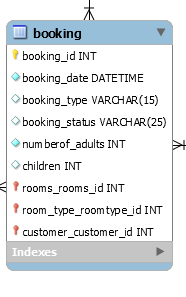 booking
booking_id INT
booking_date DATETIME
booking_type VARCHAR(15)
booking_status VARCHAR(25)
numberof_adults INT
children INT
rooms_rooms_id INT
room_type_roomtype_id INT
customer_customer_id INT
Indexes